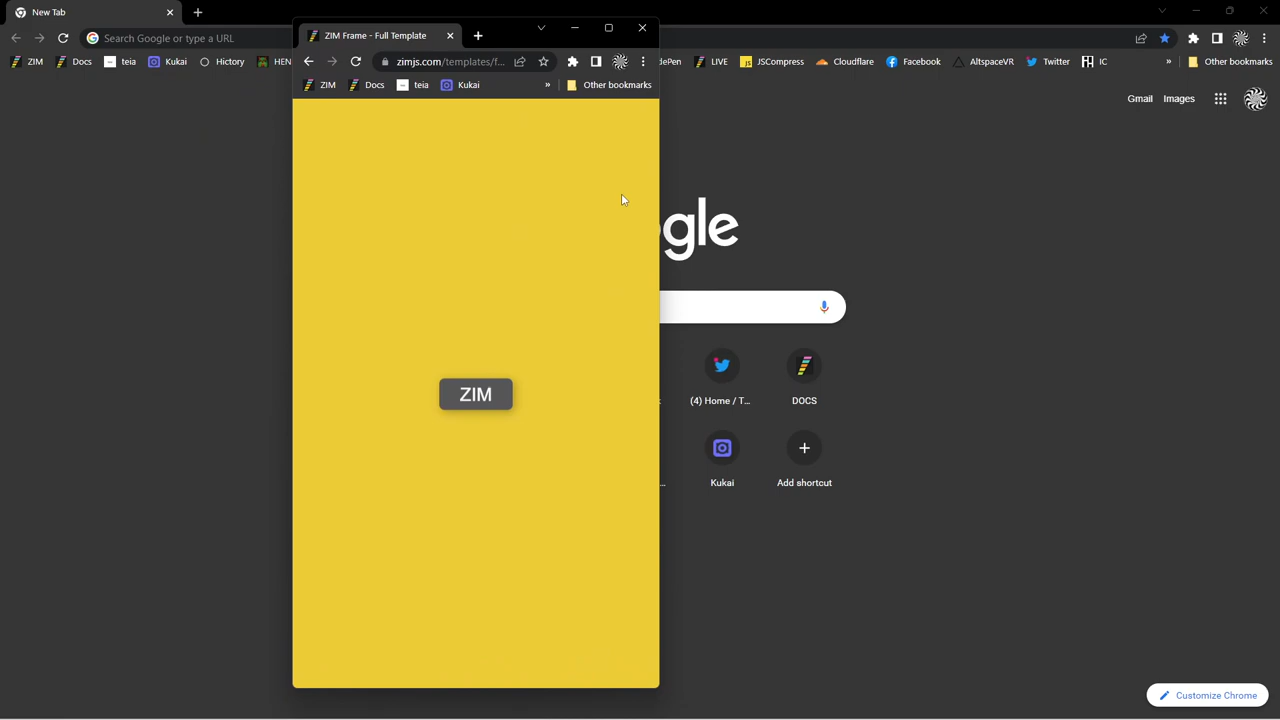 New Tab
Search Google or type a URL
ZIM
Docs
teia
Kukai
Hictory
HEN
ePen
LIVE
JSCompress
Cloudflare
Facebook
AltspaceVR
Twitter
IC
»
Other bookmarks
ZIM Frame - Full Template
zimjs.com/templates/f...
ZIM
Docs
teia
Kukai
»
Other bookmarks
Gmail
Images
ogle
(4) Home / T...
DOCS
ZIM
Kukai
Add shortcut
Customize Chrome